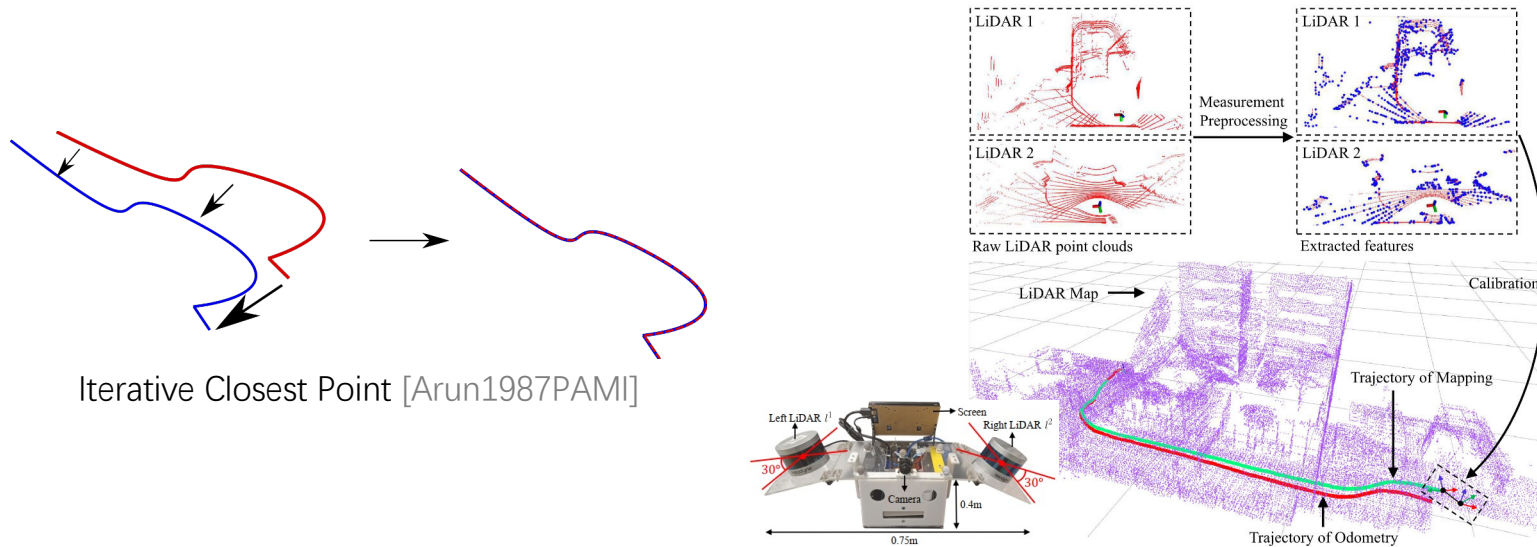 Iterative Closest Point [Arun1987PAMI]
LiDAR 1
LiDAR 1
Measurement
Preprocessing
LiDAR 2
LiDAR 2
Raw LiDAR point clouds
Extracted features
LiDAR Map
Calibration
Trajectory of Mapping
Trajectory of Odometry
Left LiDAR l¹
Screen
Right LiDAR l²
30°
30°
Camera
0.4m
0.75m